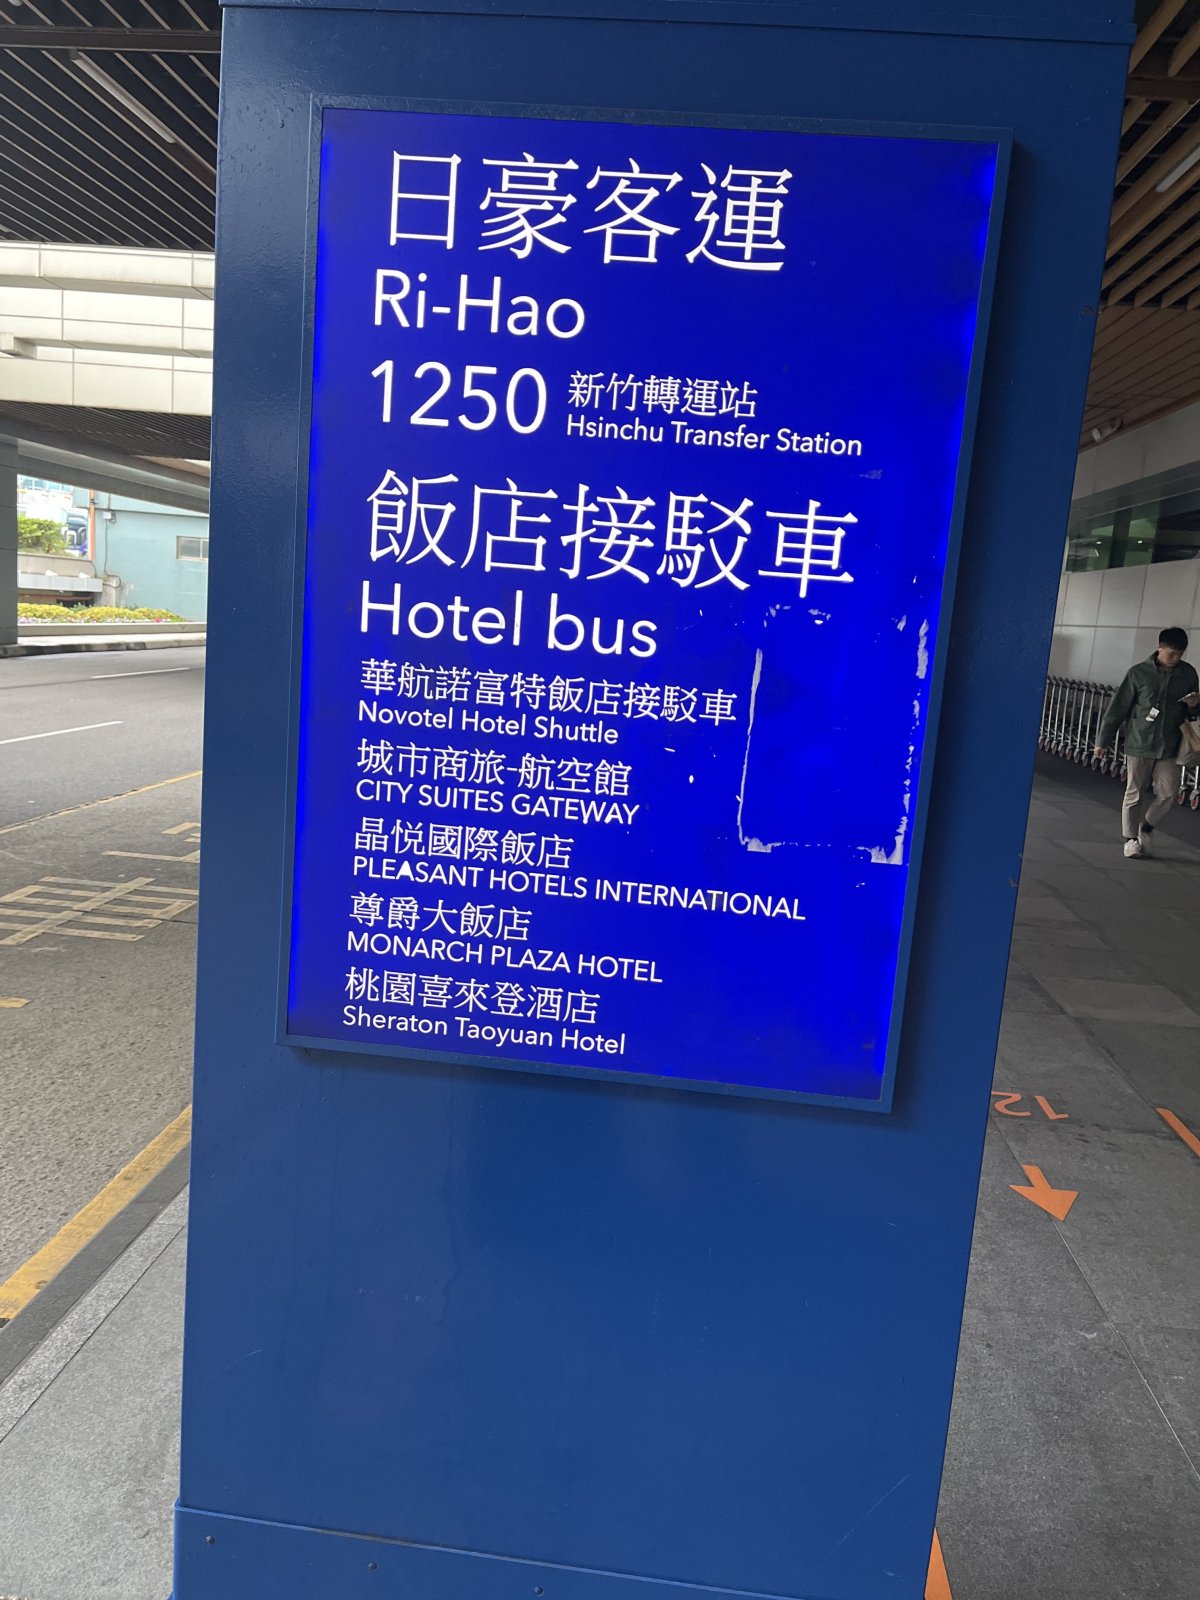 日豪客運
Ri-Hao
1250 新竹轉運站
Hsinchu Transfer Station
飯店接駁車
Hotel bus
華航諾富特飯店接駁車
Novotel Hotel Shuttle
城市商旅-航空館
CITY SUITES GATEWAY
晶悅國際飯店
PLEASANT HOTELS INTERNATIONAL
尊爵大飯店
MONARCH PLAZA HOTEL
桃園喜來登酒店
Sheraton Taoyuan Hotel
12